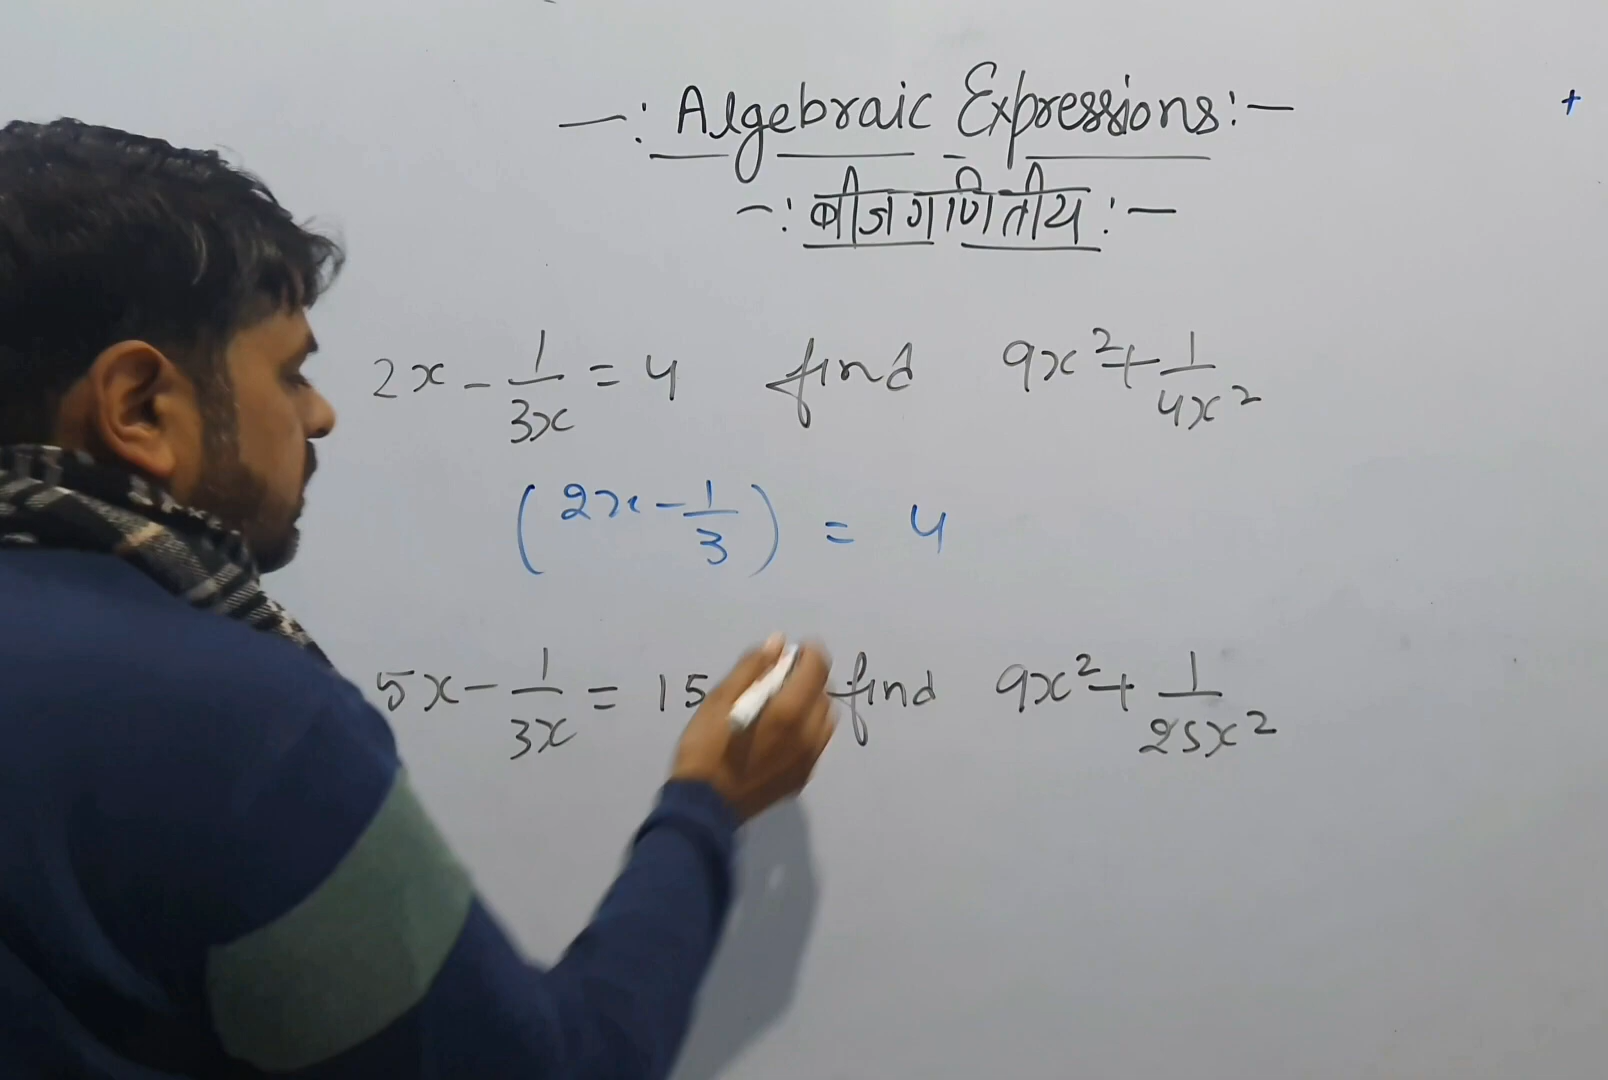 —: Algebraic Expressions:—
-: बीजगणितीय :—
2x - 1/3x = 4 find 9x² + 1/4x²
(2x - 1/3) = 4
5x - 1/3x = 15 find 9x² + 1/25x²
+